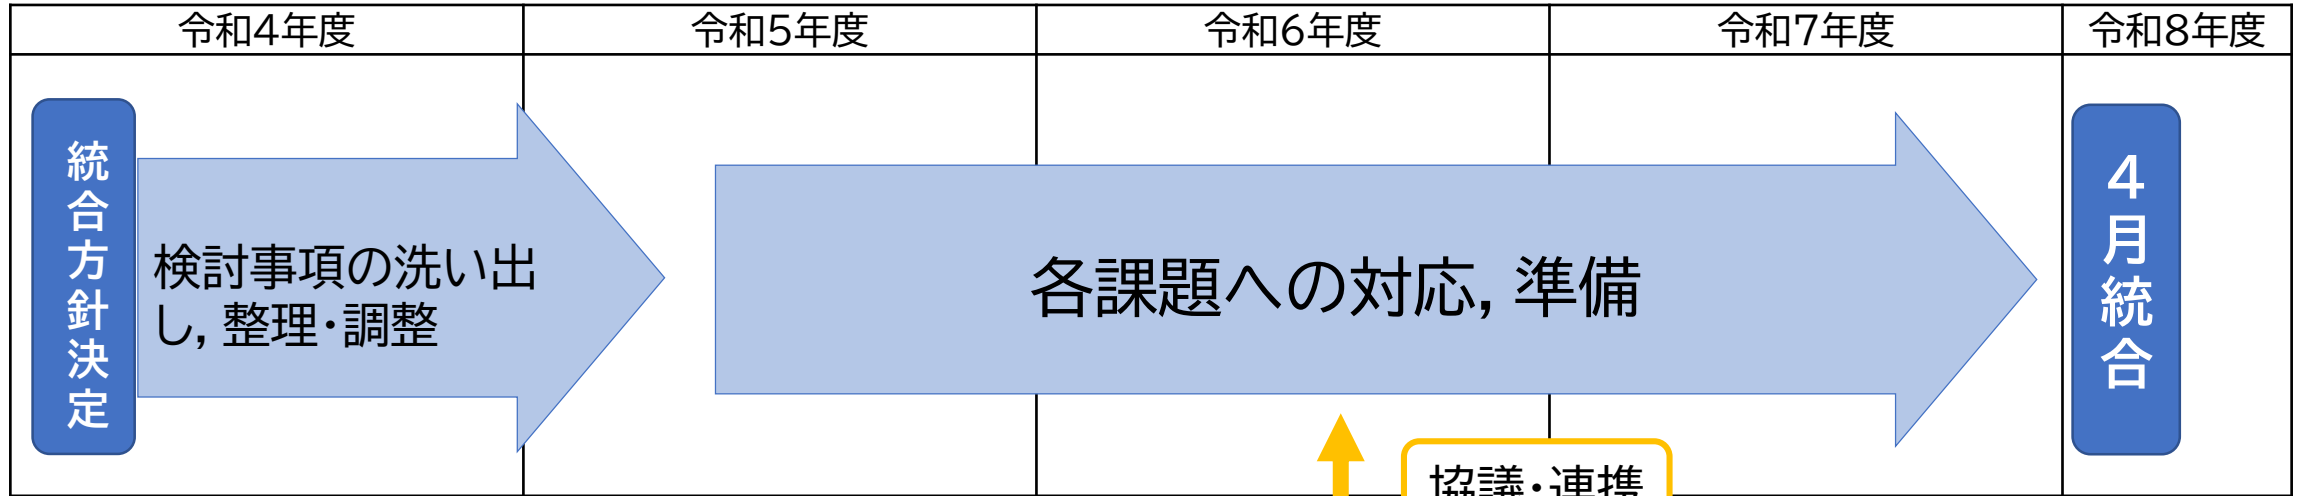 令和4年度
令和5年度
令和6年度
令和7年度
令和8年度
統合方針決定
検討事項の洗い出
し，整理・調整
各課題への対応，準備
4月統合
協議・連携